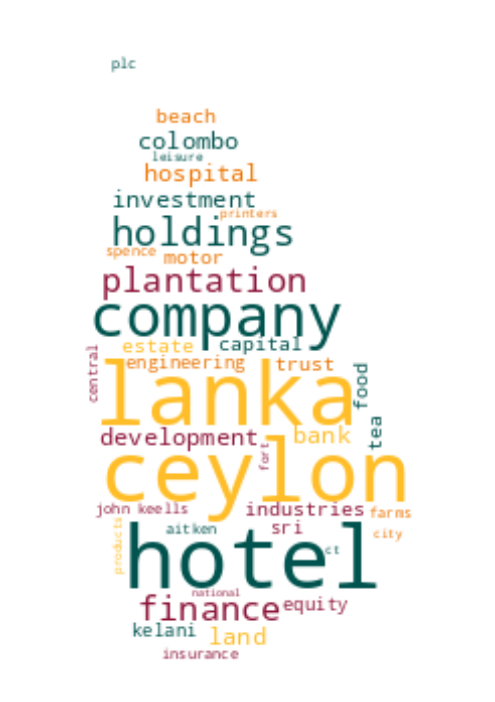 plc
beach
colombo
leisure
hospital
investment
printers
holdings
spence motor
plantation
company
estate capital
central engineering trust
lanka food
development bank tea
fort
ceylon
john keells industries farms
aitken sri city
products hotel ct
national
finance equity
kelani land
insurance